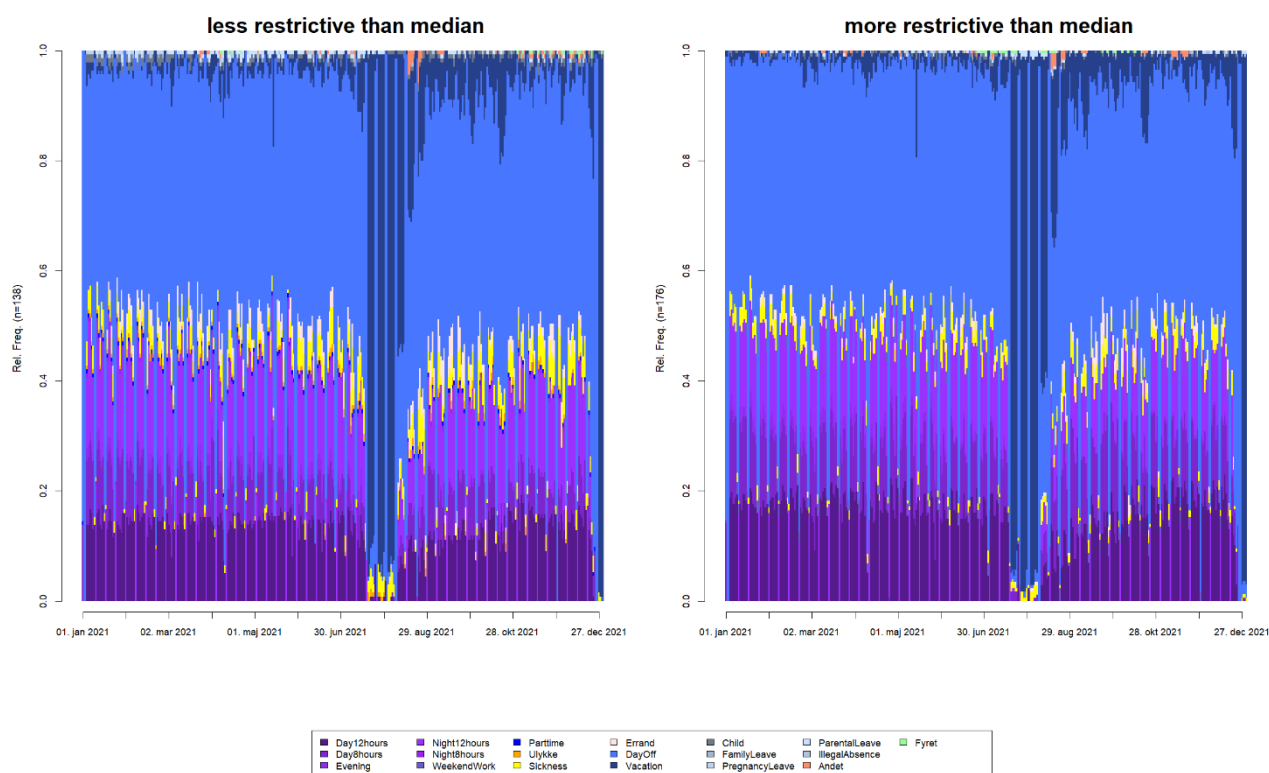 less restrictive than median
more restrictive than median
Rel. Freq. (n=138)
0.0 0.2 0.4 0.6 0.8 1.0
01. jan 2021 02. mar 2021 01. maj 2021 30. jun 2021 29. aug 2021 28. okt 2021 27. dec 2021
Rel. Freq. (n=176)
0.0 0.2 0.4 0.6 0.8 1.0
01. jan 2021 02. mar 2021 01. maj 2021 30. jun 2021 29. aug 2021 28. okt 2021 27. dec 2021
Day12hours Night12hours Parttime Errand Child ParentalLeave Fyret
Day8hours Night8hours Ulykke DayOff FamilyLeave IllegalAbsence
Evening WeekendWork Sickness Vacation PregnancyLeave Andet